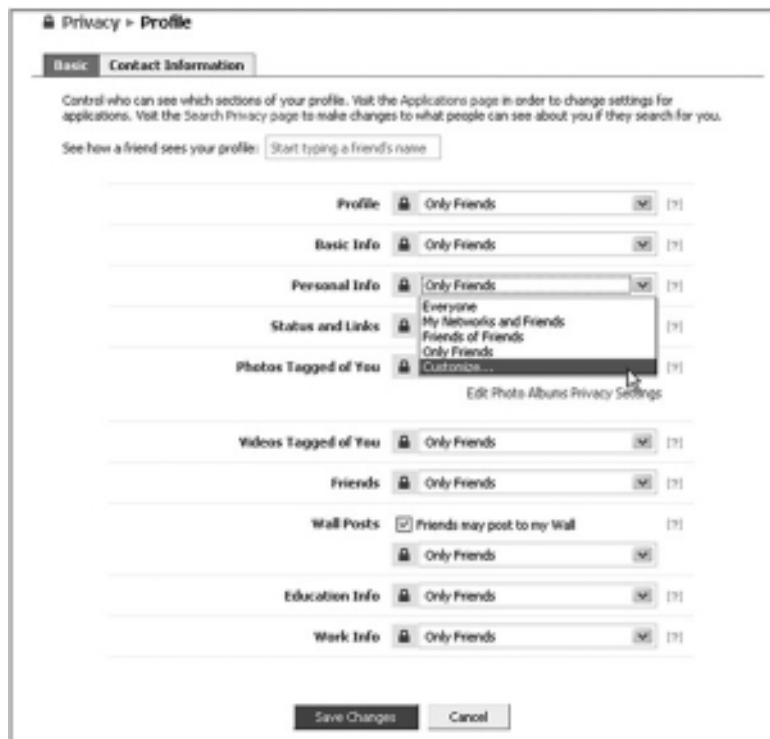 Privacy ▸ Profile
Basic Contact Information
Control who can see which sections of your profile. Visit the Applications page in order to change settings for
applications. Visit the Search Privacy page to make changes to what people can see about you if they search for you.
See how a friend sees your profile: Start typing a friend's name
Profile Only Friends [?]
Basic Info Only Friends [?]
Personal Info Only Friends [?]
Everyone
My Networks and Friends
Status and Links [?]
Friends of Friends
Only Friends
Photos Tagged of You Customize... [?]
Edit Photo Albums Privacy Settings
Videos Tagged of You Only Friends [?]
Friends Only Friends [?]
Wall Posts Friends may post to my Wall [?]
Only Friends
Education Info Only Friends [?]
Work Info Only Friends [?]
Save Changes Cancel